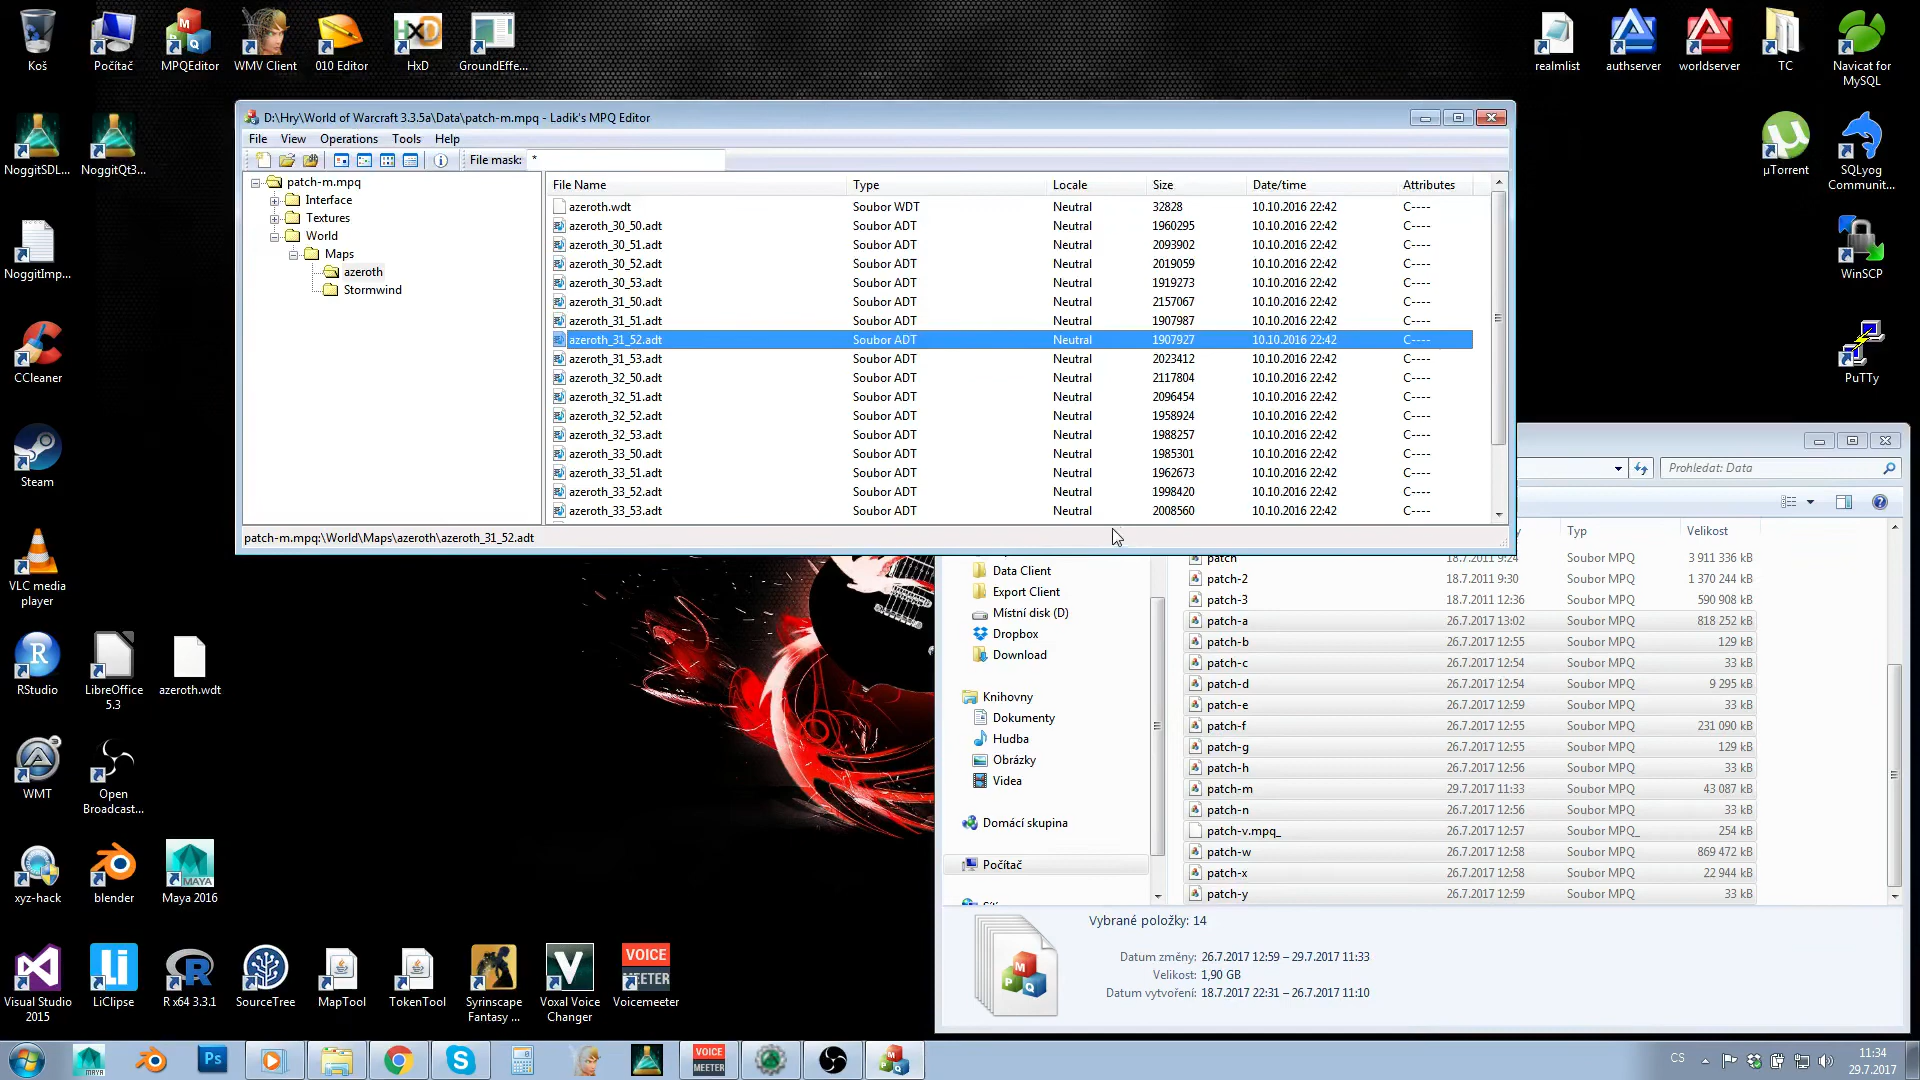 Koš
Počítač
MPQEditor
WMV Client
010 Editor
HxD
GroundEffe...
realmlist
authserver
worldserver
TC
Navicat for
MySQL
NoggitSDL...
NoggitQt3...
µTorrent
SQLyog
Communit...
NoggitImp...
WinSCP
CCleaner
PuTTy
Steam
VLC media
player
RStudio
LibreOffice
5.3
azeroth.wdt
WMT
Open
Broadcast...
xyz-hack
blender
Maya 2016
Visual Studio
2015
LiClipse
R x64 3.3.1
SourceTree
MapTool
TokenTool
Syrinscape
Fantasy ...
Voxal Voice
Changer
VOICE
MEETER
Voicemeeter
D:\Hry\World of Warcraft 3.3.5a\Data\patch-m.mpq - Ladik's MPQ Editor
File View Operations Tools Help
File mask: *
patch-m.mpq
Interface
Textures
World
Maps
azeroth
Stormwind
File Name Type Locale Size Date/time Attributes
azeroth.wdt Soubor WDT Neutral 32828 10.10.2016 22:42 C----
azeroth_30_50.adt Soubor ADT Neutral 1960295 10.10.2016 22:42 C----
azeroth_30_51.adt Soubor ADT Neutral 2093902 10.10.2016 22:42 C----
azeroth_30_52.adt Soubor ADT Neutral 2019059 10.10.2016 22:42 C----
azeroth_30_53.adt Soubor ADT Neutral 1919273 10.10.2016 22:42 C----
azeroth_31_50.adt Soubor ADT Neutral 2157067 10.10.2016 22:42 C----
azeroth_31_51.adt Soubor ADT Neutral 1907987 10.10.2016 22:42 C----
azeroth_31_52.adt Soubor ADT Neutral 1907927 10.10.2016 22:42 C----
azeroth_31_53.adt Soubor ADT Neutral 2023412 10.10.2016 22:42 C----
azeroth_32_50.adt Soubor ADT Neutral 2117804 10.10.2016 22:42 C----
azeroth_32_51.adt Soubor ADT Neutral 2096454 10.10.2016 22:42 C----
azeroth_32_52.adt Soubor ADT Neutral 1958924 10.10.2016 22:42 C----
azeroth_32_53.adt Soubor ADT Neutral 1988257 10.10.2016 22:42 C----
azeroth_33_50.adt Soubor ADT Neutral 1985301 10.10.2016 22:42 C----
azeroth_33_51.adt Soubor ADT Neutral 1962673 10.10.2016 22:42 C----
azeroth_33_52.adt Soubor ADT Neutral 1998420 10.10.2016 22:42 C----
azeroth_33_53.adt Soubor ADT Neutral 2008560 10.10.2016 22:42 C----
patch-m.mpq:\World\Maps\azeroth\azeroth_31_52.adt
Prohledat: Data
Typ Velikost
Data Client
Export Client
Místní disk (D)
Dropbox
Download
Knihovny
Dokumenty
Hudba
Obrázky
Videa
Domácí skupina
Počítač
patch 18.7.2011 9:24 Soubor MPQ 3 911 336 kB
patch-2 18.7.2011 9:30 Soubor MPQ 1 370 244 kB
patch-3 18.7.2011 12:36 Soubor MPQ 590 908 kB
patch-a 26.7.2017 13:02 Soubor MPQ 818 252 kB
patch-b 26.7.2017 12:55 Soubor MPQ 129 kB
patch-c 26.7.2017 12:54 Soubor MPQ 33 kB
patch-d 26.7.2017 12:54 Soubor MPQ 9 295 kB
patch-e 26.7.2017 12:59 Soubor MPQ 33 kB
patch-f 26.7.2017 12:55 Soubor MPQ 231 090 kB
patch-g 26.7.2017 12:55 Soubor MPQ 129 kB
patch-h 26.7.2017 12:56 Soubor MPQ 33 kB
patch-m 29.7.2017 11:33 Soubor MPQ 43 087 kB
patch-n 26.7.2017 12:56 Soubor MPQ 33 kB
patch-v.mpq_ 26.7.2017 12:57 Soubor MPQ_ 254 kB
patch-w 26.7.2017 12:58 Soubor MPQ 869 472 kB
patch-x 26.7.2017 12:58 Soubor MPQ 22 944 kB
patch-y 26.7.2017 12:59 Soubor MPQ 33 kB
Vybrané položky: 14
Datum změny: 26.7.2017 12:59 – 29.7.2017 11:33
Velikost: 1,90 GB
Datum vytvoření: 18.7.2017 22:31 – 26.7.2017 11:10
VOICE
MEETER
CS
11:34
29.7.2017